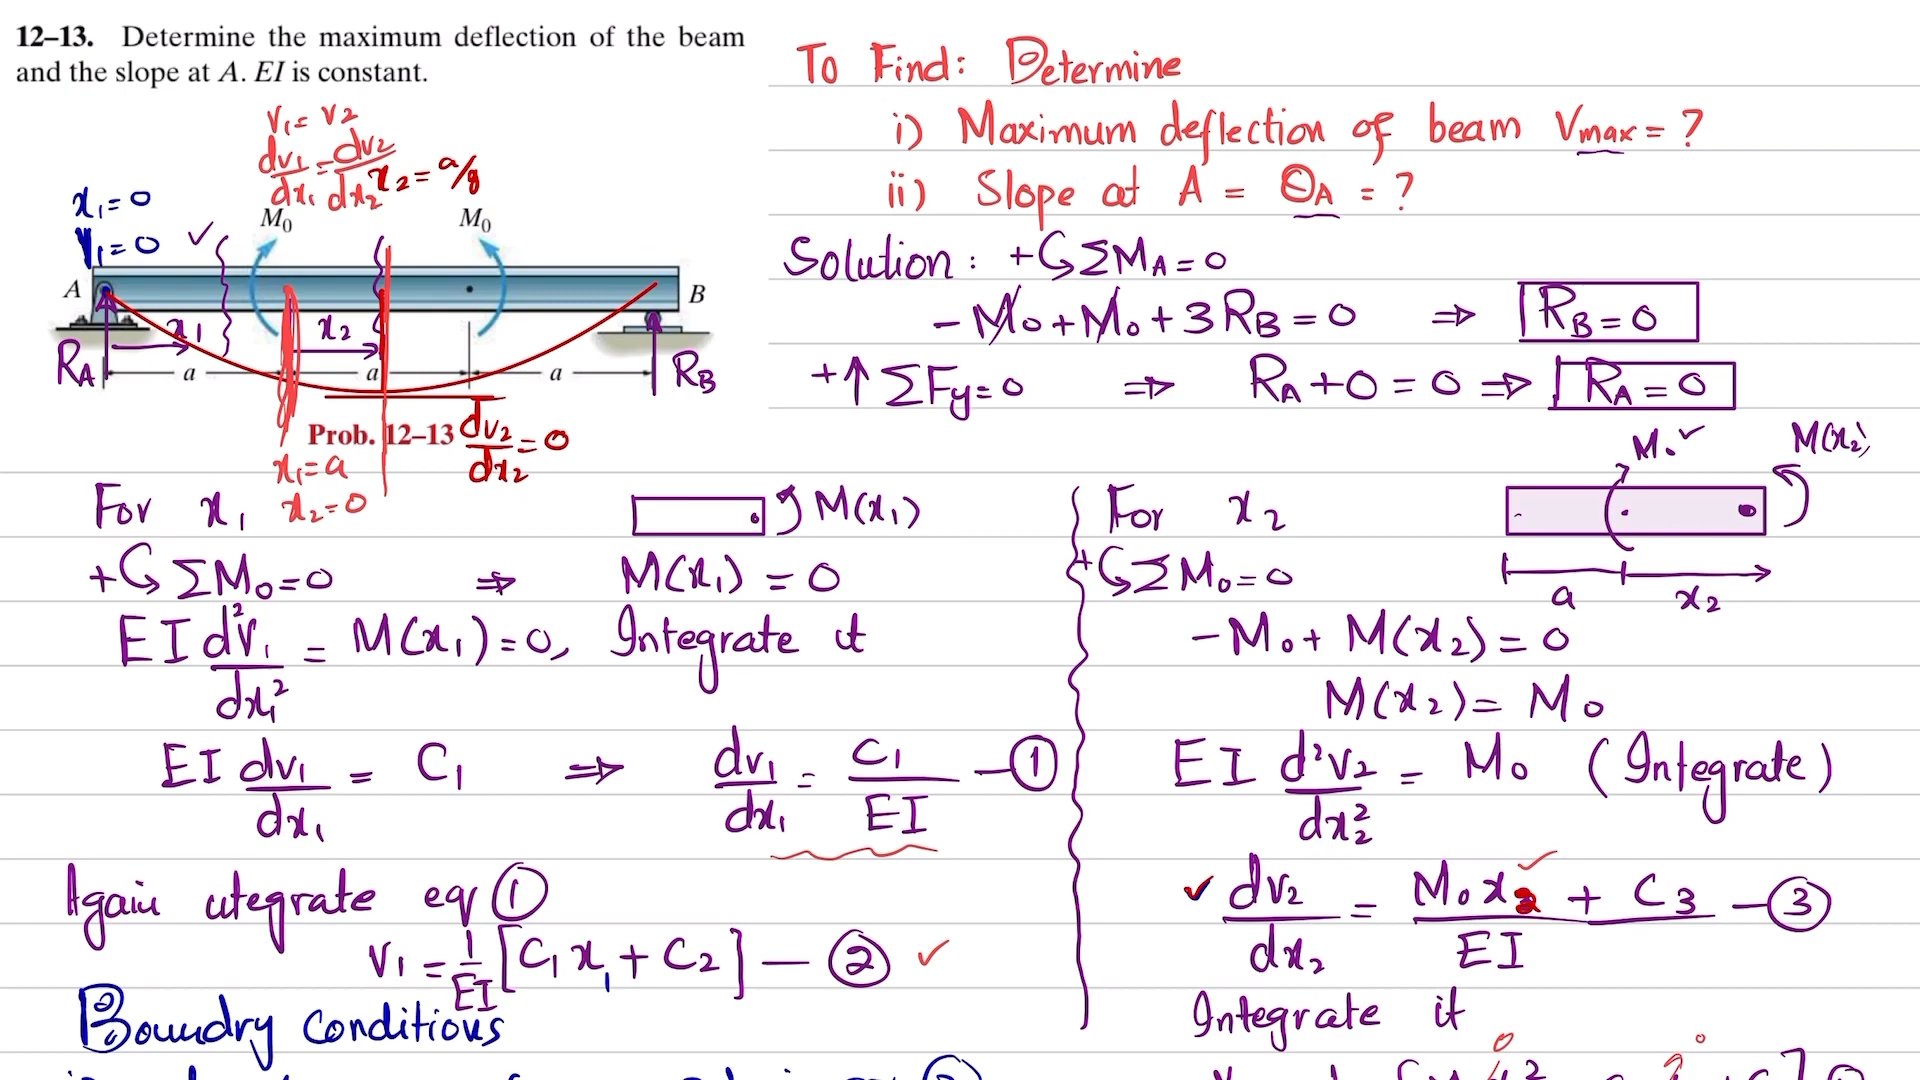 12–13. Determine the maximum deflection of the beam
and the slope at A. EI is constant.
V1 = V2
dv1/dx1 = dv2/dx2
x2 = a/2
x1 = 0
V1 = 0
M0 M0
A B
x1 x2
RA RB
a a a
Prob. 12–13
dv2/dx2 = 0
x1 = a
x2 = 0
To Find: Determine
i) Maximum deflection of beam Vmax = ?
ii) Slope at A = ΘA = ?
Solution: + ΣMA = 0
- M0 + M0 + 3RB = 0 ⇒ RB = 0
+↑ ΣFy = 0 ⇒ RA + 0 = 0 ⇒ RA = 0
For x1
M(x1)
+ ΣM0 = 0 ⇒ M(x1) = 0
EI d²v1/dx1² = M(x1) = 0, Integrate it
EI dv1/dx1 = C1 ⇒ dv1/dx1 = C1/EI — 1
Again utegrate eq 1
V1 = 1/EI [C1 x1 + C2] — 2
Boundry Conditions
For x2
M0 M(x2)
a x2
+ ΣM0 = 0
- M0 + M(x2) = 0
M(x2) = M0
EI d²v2/dx2² = M0 (Integrate)
dv2/dx2 = M0x2 + C3/EI — 3
Integrate it